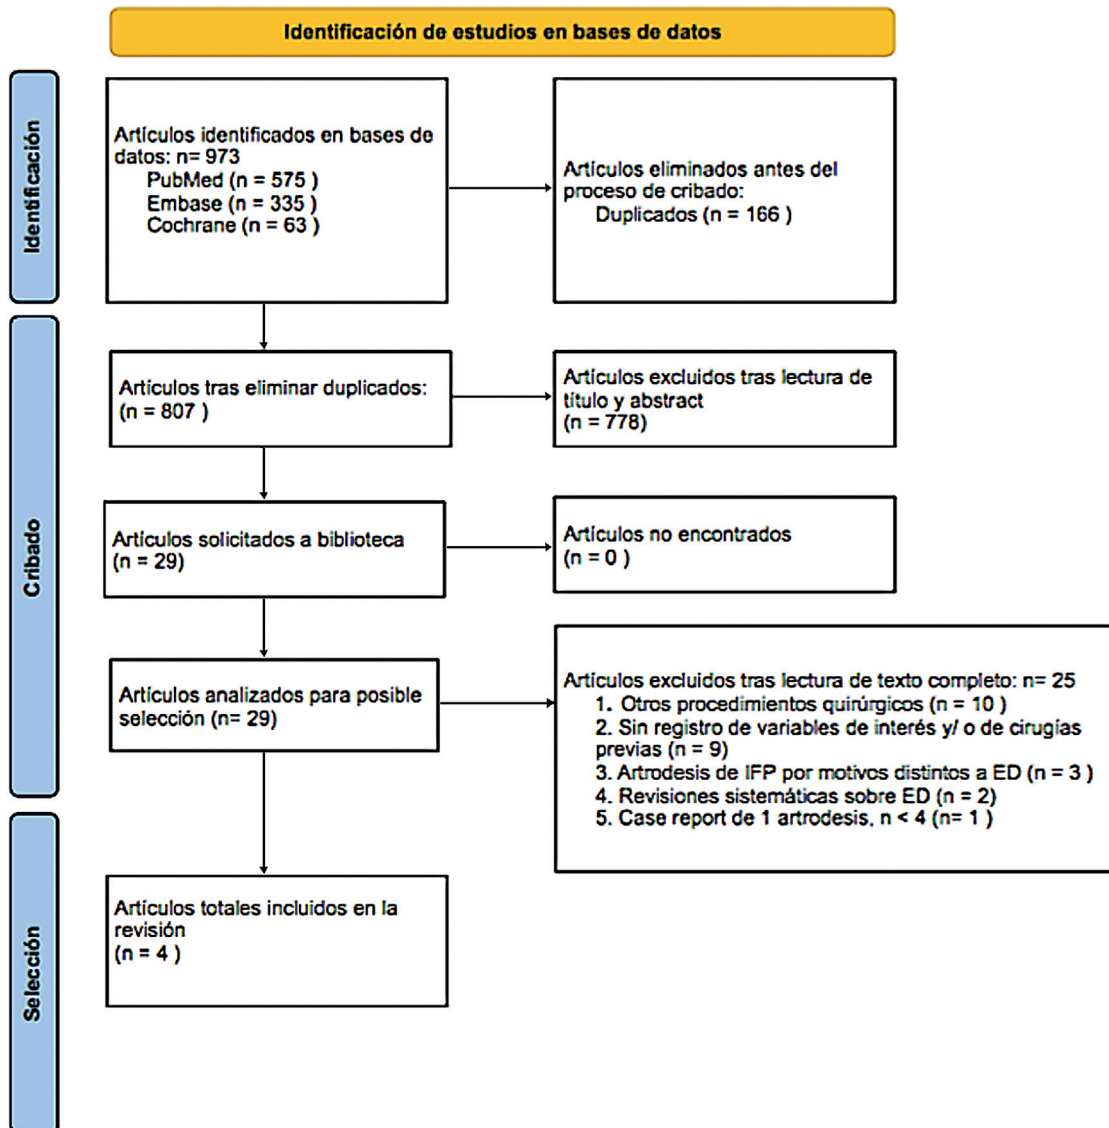 Identificación de estudios en bases de datos
Identificación
Artículos identificados en bases de
datos: n= 973
PubMed (n = 575 )
Embase (n = 335 )
Cochrane (n = 63 )
Artículos eliminados antes del
proceso de cribado:
Duplicados (n = 166 )
Cribado
Artículos tras eliminar duplicados:
(n = 807 )
Artículos excluidos tras lectura de
título y abstract
(n = 778)
Artículos solicitados a biblioteca
(n = 29)
Artículos no encontrados
(n = 0 )
Artículos analizados para posible
selección (n= 29)
Artículos excluidos tras lectura de texto completo: n= 25
1. Otros procedimientos quirúrgicos (n = 10 )
2. Sin registro de variables de interés y/ o de cirugías
previas (n = 9)
3. Artrodesis de IFP por motivos distintos a ED (n = 3 )
4. Revisiones sistemáticas sobre ED (n = 2)
5. Case report de 1 artrodesis, n < 4 (n= 1 )
Selección
Artículos totales incluidos en la
revisión
(n = 4 )